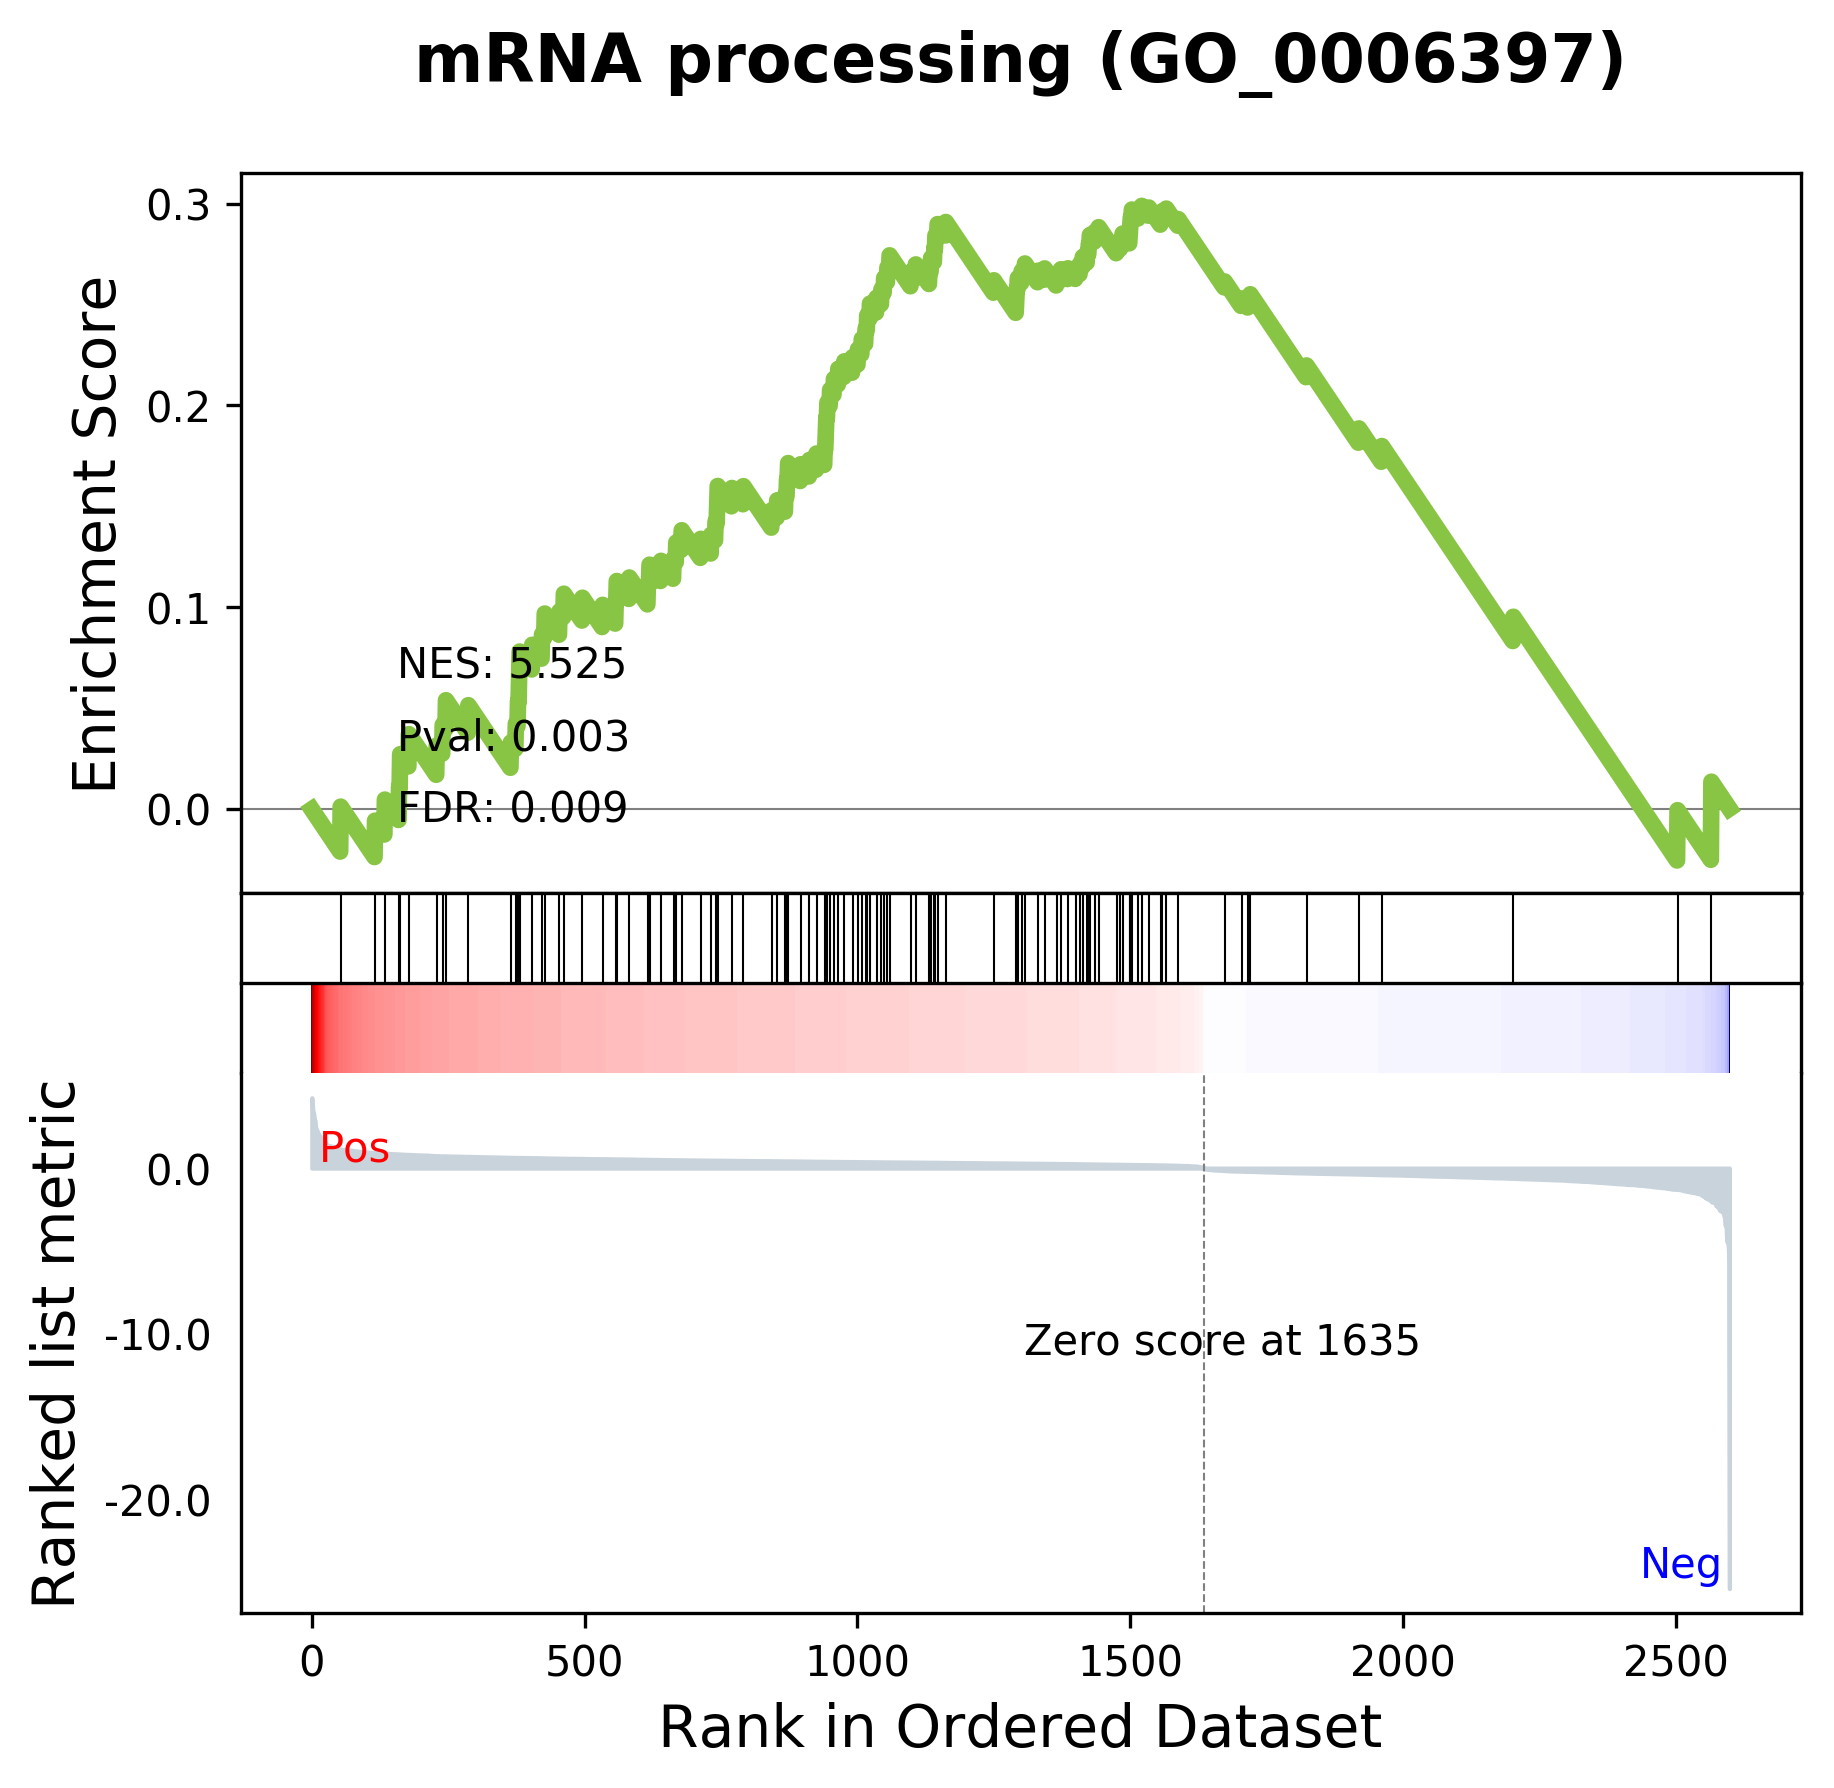 mRNA processing (GO_0006397)
Enrichment Score
0.3
0.2
0.1
0.0
NES: 5.525
Pval: 0.003
FDR: 0.009
Ranked list metric
0.0
-10.0
-20.0
Pos
Zero score at 1635
Neg
0 500 1000 1500 2000 2500
Rank in Ordered Dataset